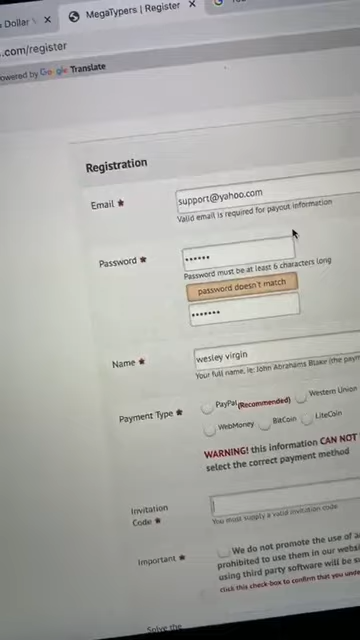 Dollar
MegaTypers | Register
.com/register
owered by Google Translate
Registration
Email *
support@yahoo.com
Valid email is required for payout information
Password *
••••••
Password must be at least 6 characters long
password doesn't match
•••••••
Name *
wesley virgin
Your full name, ie: John Abrahams Blake (the paym
Payment Type *
PayPal (Recommended) Western Union
WebMoney BitCoin LiteCoin
WARNING! this information CAN NOT
select the correct payment method
Invitation
Code *
You must supply a valid invitation code
Important *
We do not promote the use of a
prohibited to use them in our webs
using third party software will be s
click this check box to confirm that you unde
Solve the